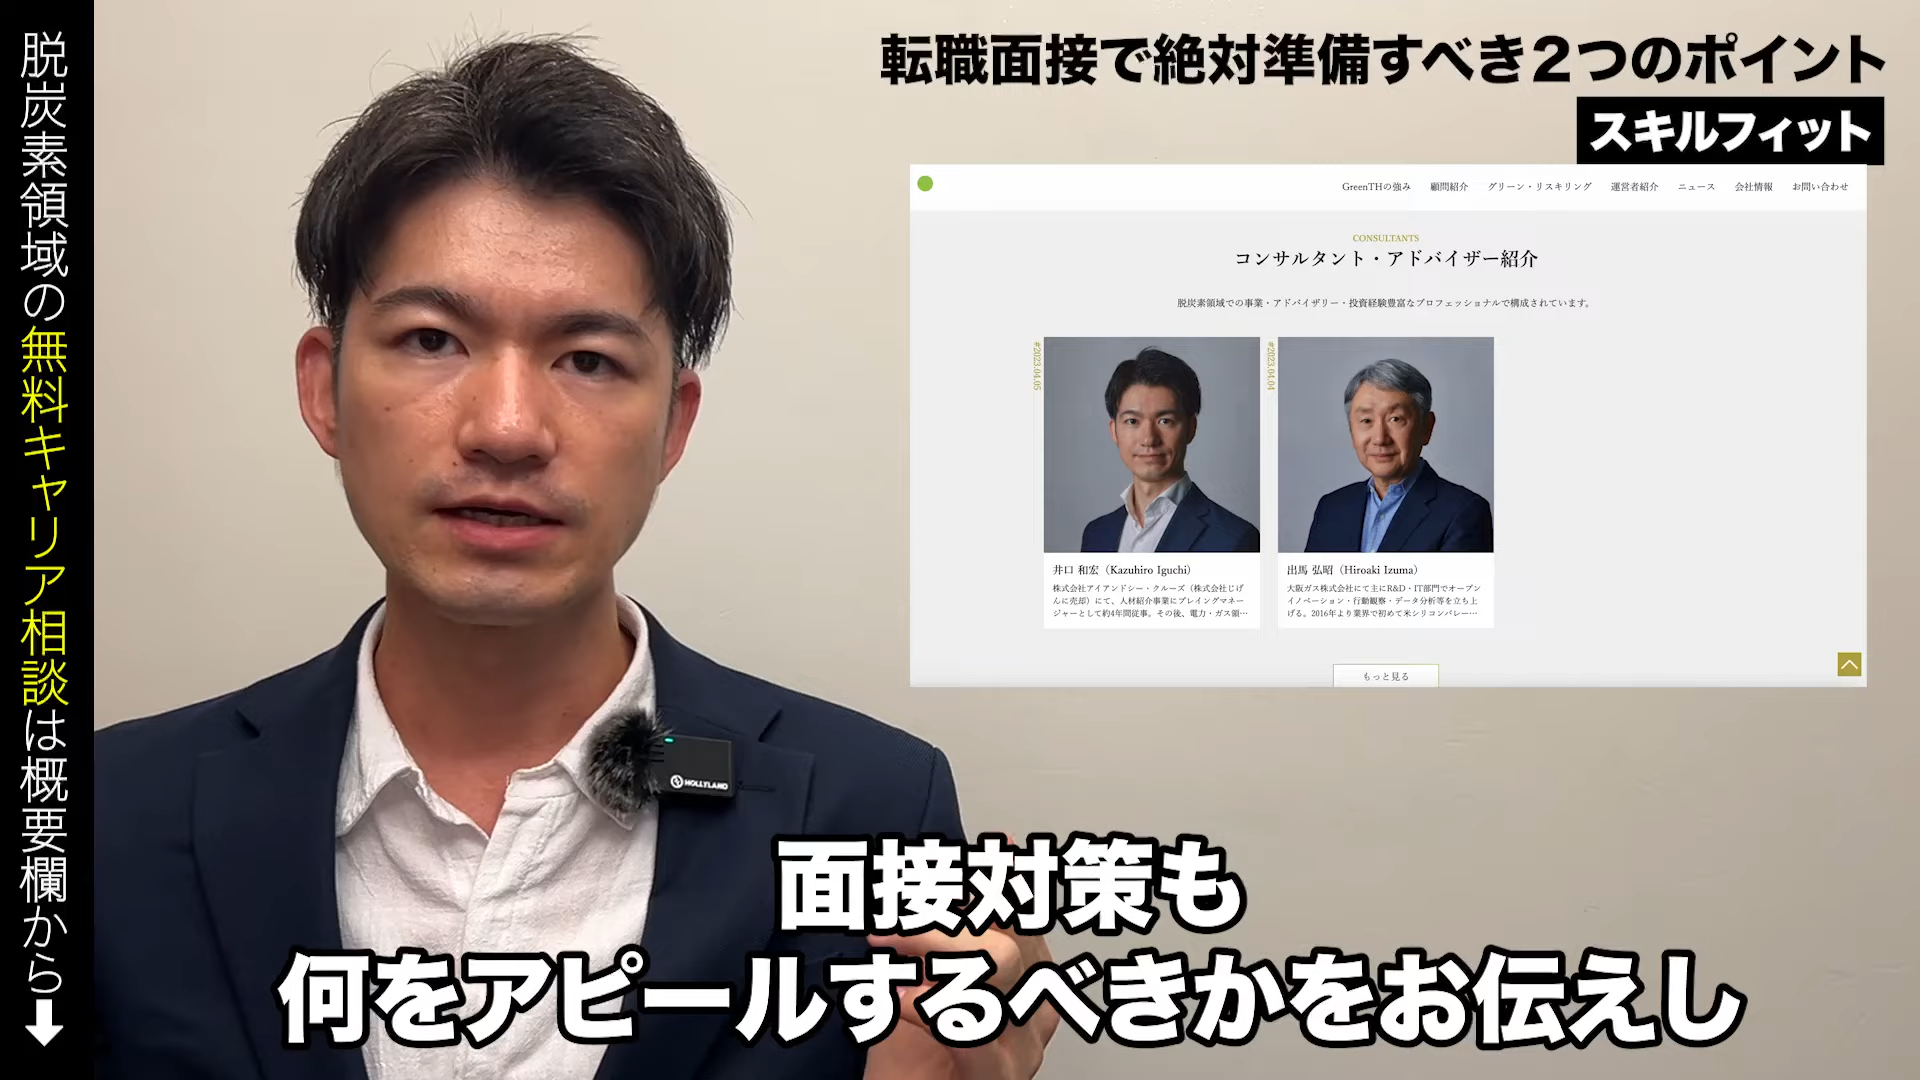 脱炭素領域の無料キャリア相談は概要欄から
転職面接で絶対準備すべき2つのポイント
スキルフィット
GreenTHの強み 顧問紹介 グリーン・リスキリング 運営者紹介 ニュース 会社情報 お問い合わせ
CONSULTANTS
コンサルタント・アドバイザー紹介
脱炭素領域での事業・アドバイザリー・投資経験豊富なプロフェッショナルで構成されています。
#2023.04.05
井口 和宏（Kazuhiro Iguchi）
株式会社アイアンドシー・クルーズ（株式会社じげ
んに売却）にて、人材紹介事業にプレイングマネー
ジャーとして約4年間従事。その後、電力・ガス領…
#2023.04.04
出馬 弘昭（Hiroaki Izuma）
大阪ガス株式会社にて主にR&D・IT部門でオープン
イノベーション・行動観察・データ分析等を立ち上
げる。2016年より業界で初めて米シリコンバレー…
もっと見る
HOLLYLAND
面接対策も
何をアピールするべきかをお伝えし